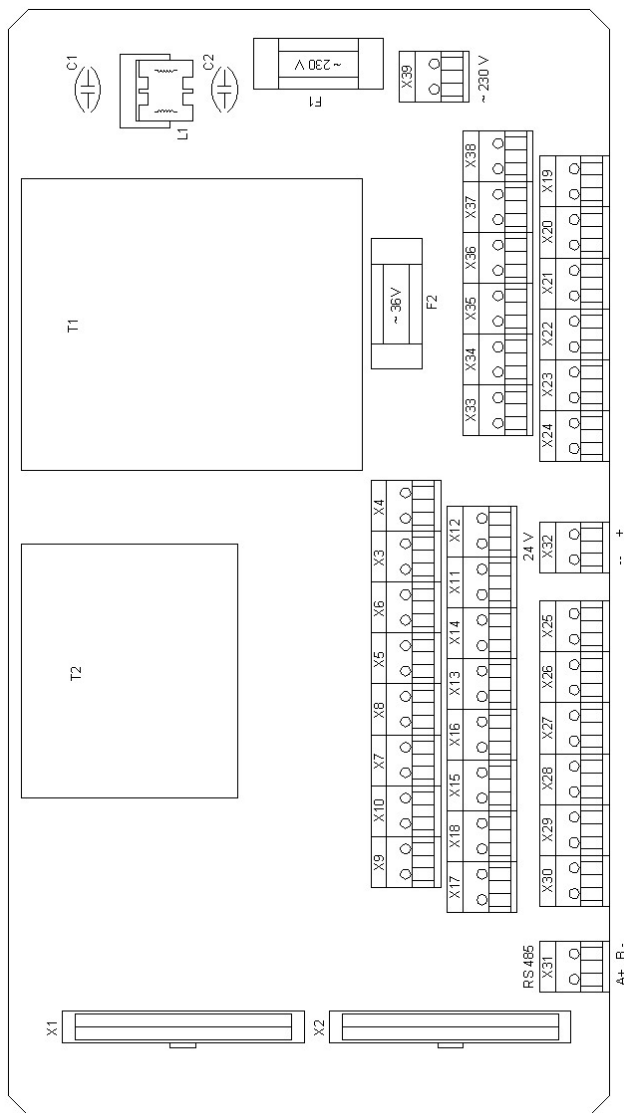 C1
C2
L1
~ 230 V
F1
X39
~ 230 V
T1
~ 36V
F2
X38
X37
X36
X35
X34
X33
X19
X20
X21
X22
X23
X24
T2
X4
X3
X6
X5
X8
X7
X10
X9
X12
X11
X14
X13
X16
X15
X18
X17
24 V
X32
-- +
X25
X26
X27
X28
X29
X30
RS 485
X31
A+ B-
X1
X2